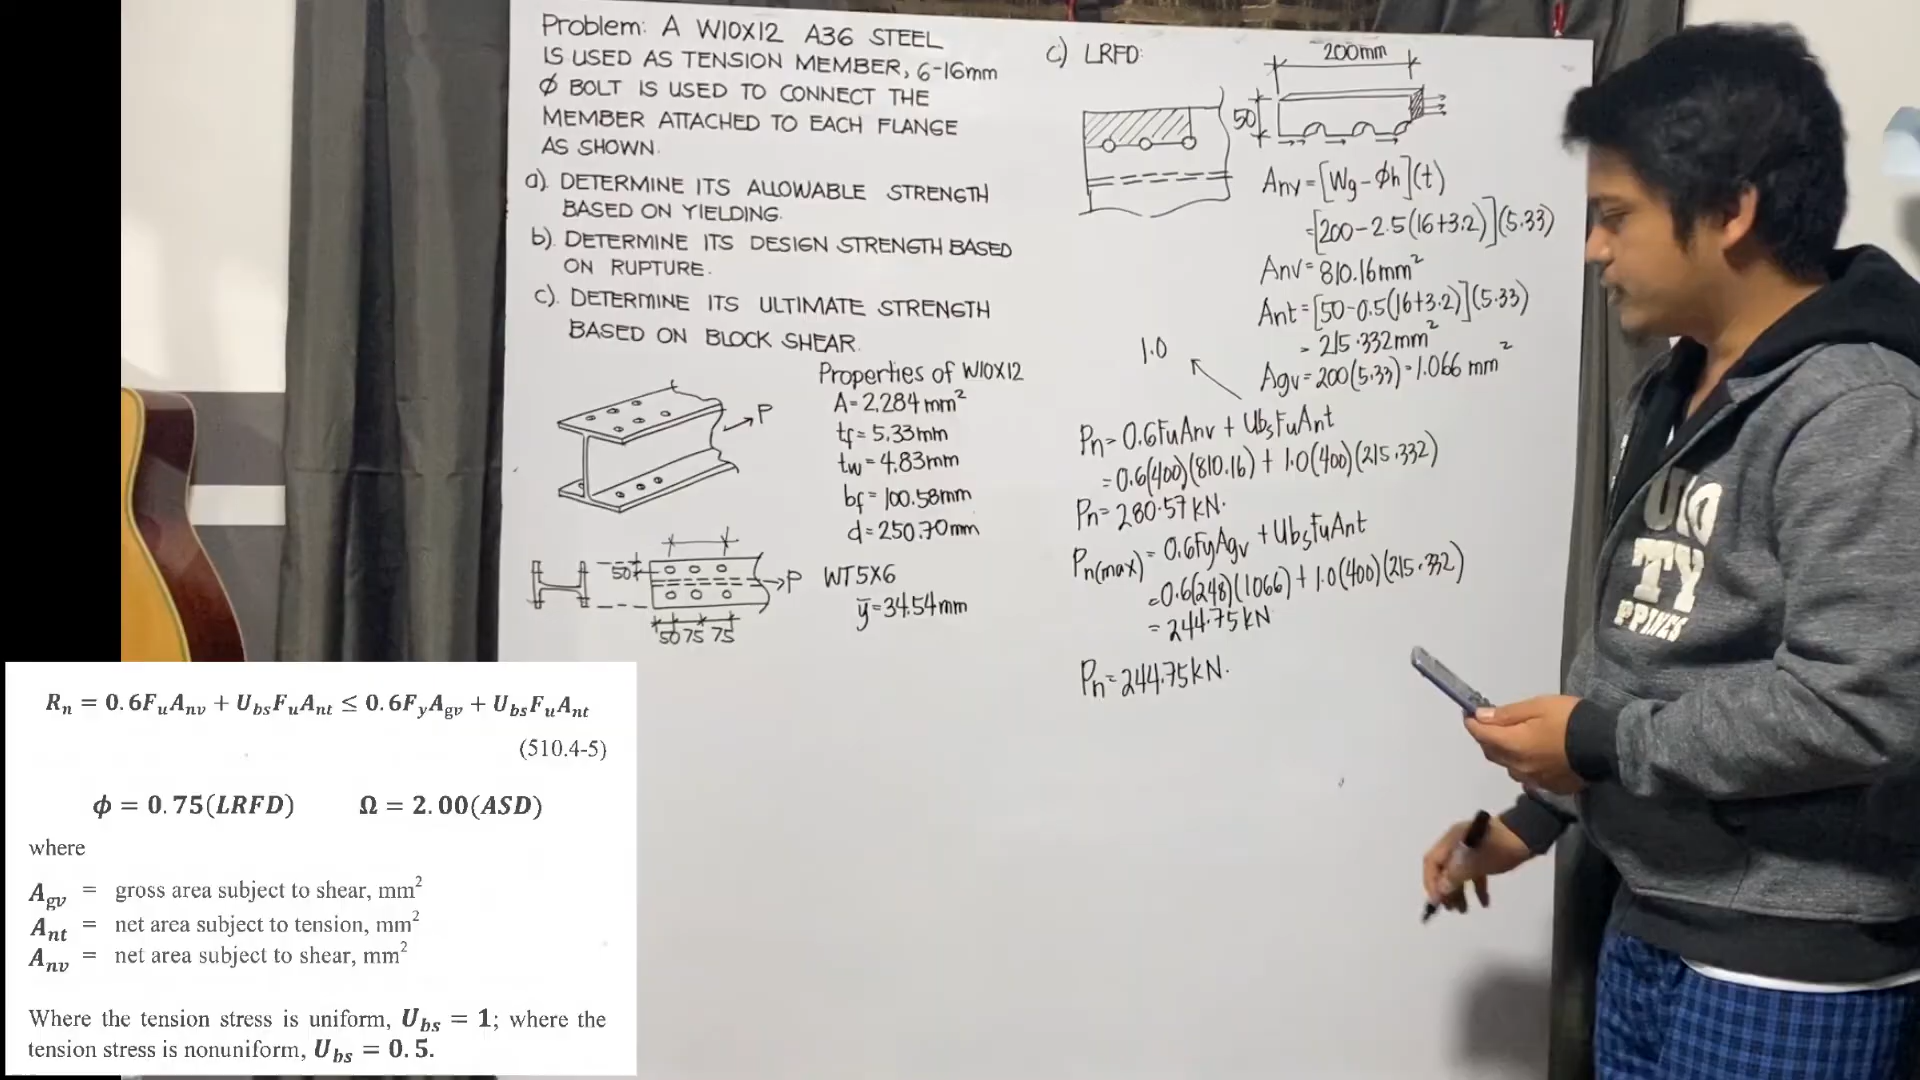 Problem: A W10X12 A36 STEEL
IS USED AS TENSION MEMBER, 6-16mm
Ø BOLT IS USED TO CONNECT THE
MEMBER ATTACHED TO EACH FLANGE
AS SHOWN.
a). DETERMINE ITS ALLOWABLE STRENGTH
BASED ON YIELDING.
b). DETERMINE ITS DESIGN STRENGTH BASED
ON RUPTURE.
c). DETERMINE ITS ULTIMATE STRENGTH
BASED ON BLOCK SHEAR.
Properties of W10X12
A=2,284 mm²
tf=5.33mm
tw=4.83mm
bf=100.58mm
d=250.70mm
P
50
P
50 75 75
WT5X6
y̅=34.54mm
c) LRFD:
200mm
50
Anv=[Wg-Øh](t)
=[200-2.5(16+3.2)](5.33)
Anv=810.16mm²
Ant=[50-0.5(16+3.2)](5.33)
= 215.332mm²
Agv=200(5.33)=1.066 mm²
1.0
Pn=0.6FuAnv + UbsFuAnt
=0.6(400)(810.16) + 1.0(400)(215.332)
Pn=280.57kN.
Pn(max)=0.6FyAgv + UbsFuAnt
=0.6(248)(1066) + 1.0(400)(215.332)
=244.75kN
Pn=244.75kN.
UIO
TY
PPINES
Rn = 0.6FuAnv + UbsFuAnt ≤ 0.6FyAgv + UbsFuAnt
(510.4-5)
ϕ = 0.75(LRFD) Ω = 2.00(ASD)
where
Agv = gross area subject to shear, mm²
Ant = net area subject to tension, mm²
Anv = net area subject to shear, mm²
Where the tension stress is uniform, Ubs = 1; where the
tension stress is nonuniform, Ubs = 0.5.